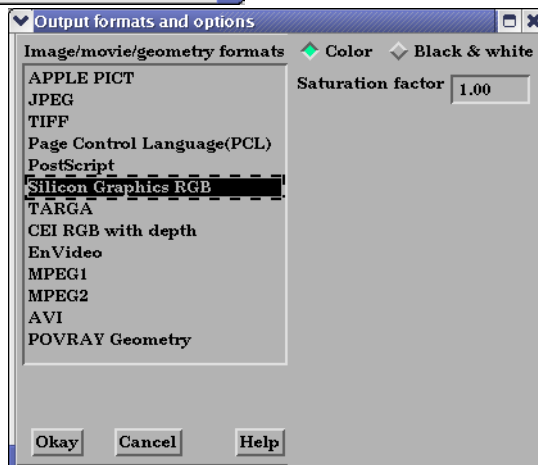 Output formats and options
Image/movie/geometry formats
Color
Black & white
APPLE PICT
JPEG
TIFF
Page Control Language(PCL)
PostScript
Silicon Graphics RGB
TARGA
CEI RGB with depth
EnVideo
MPEG1
MPEG2
AVI
POVRAY Geometry
Saturation factor 1.00
Okay
Cancel
Help